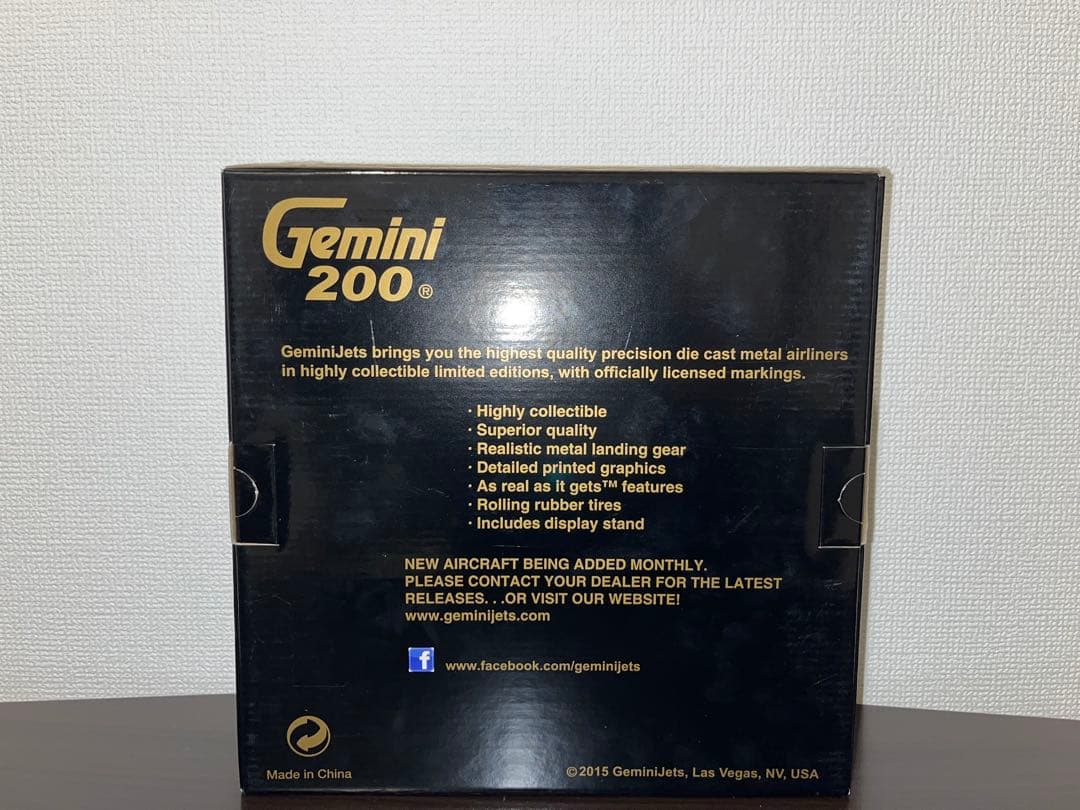 Gemini
200®
GeminiJets brings you the highest quality precision die cast metal airliners
in highly collectible limited editions, with officially licensed markings.
· Highly collectible
· Superior quality
· Realistic metal landing gear
· Detailed printed graphics
· As real as it gets™ features
· Rolling rubber tires
· Includes display stand
NEW AIRCRAFT BEING ADDED MONTHLY.
PLEASE CONTACT YOUR DEALER FOR THE LATEST
RELEASES. . .OR VISIT OUR WEBSITE!
www.geminijets.com
f www.facebook.com/geminijets
Made in China
©2015 GeminiJets, Las Vegas, NV, USA